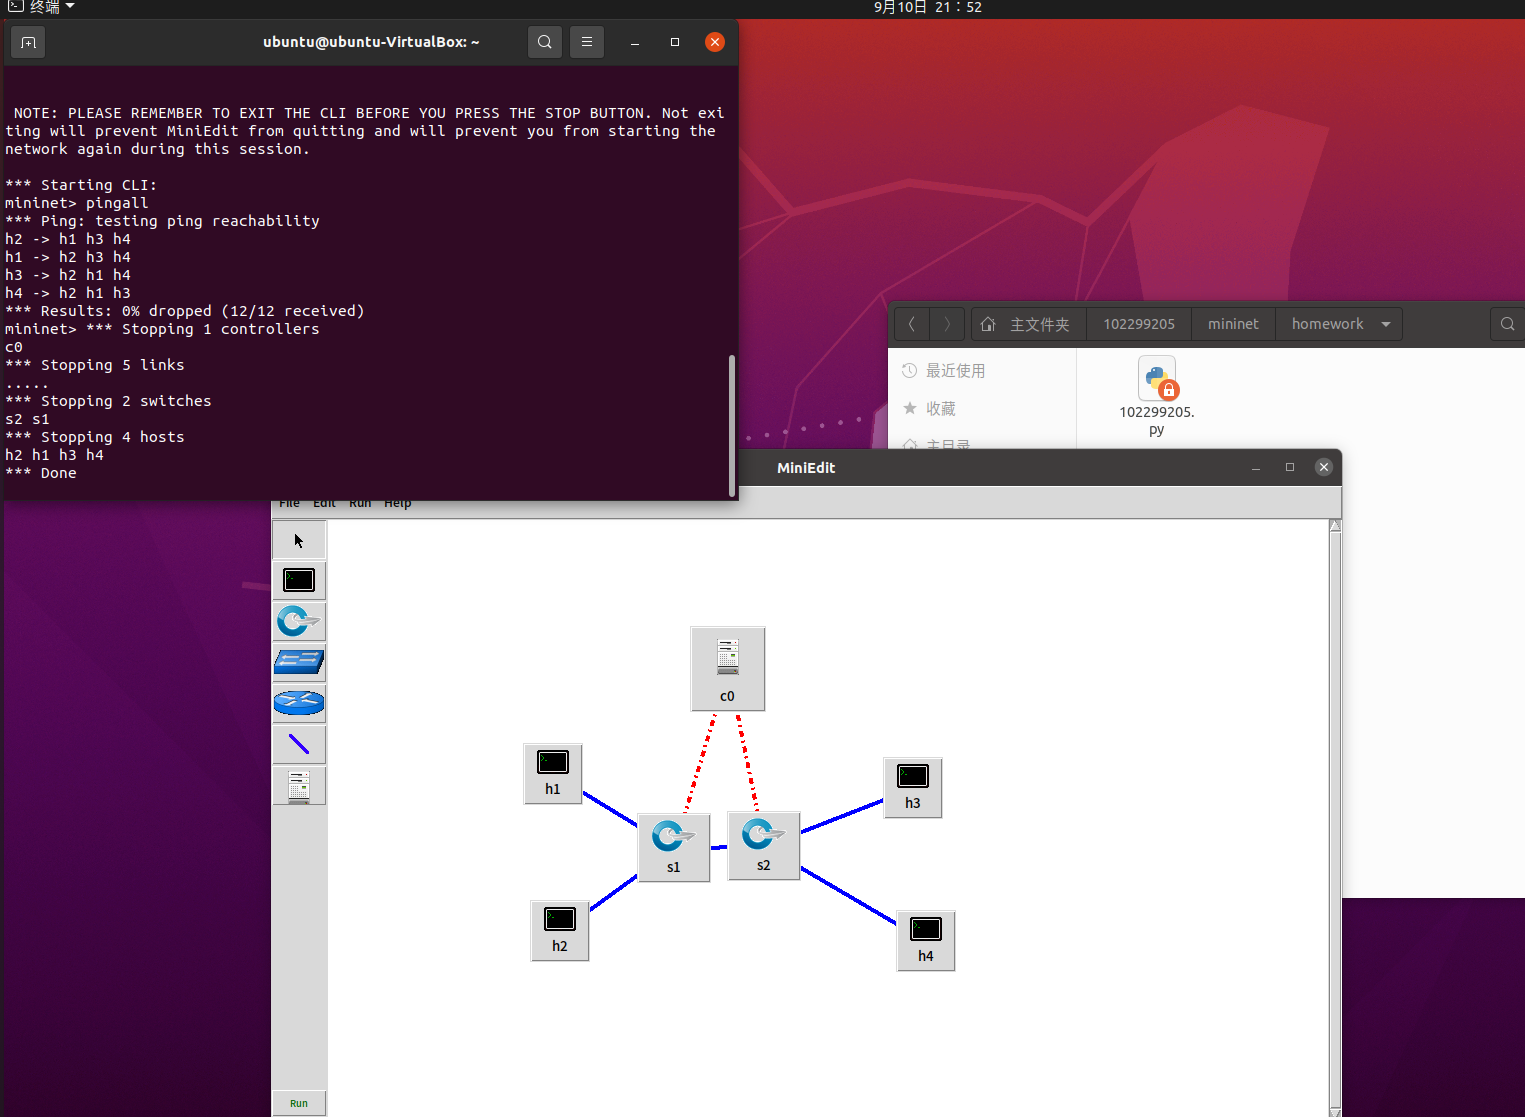 终端
9月10日 21：52
ubuntu@ubuntu-VirtualBox: ~
NOTE: PLEASE REMEMBER TO EXIT THE CLI BEFORE YOU PRESS THE STOP BUTTON. Not exi
ting will prevent MiniEdit from quitting and will prevent you from starting the
network again during this session.
*** Starting CLI:
mininet> pingall
*** Ping: testing ping reachability
h2 -> h1 h3 h4
h1 -> h2 h3 h4
h3 -> h2 h1 h4
h4 -> h2 h1 h3
*** Results: 0% dropped (12/12 received)
mininet> *** Stopping 1 controllers
c0
*** Stopping 5 links
.....
*** Stopping 2 switches
s2 s1
*** Stopping 4 hosts
h2 h1 h3 h4
*** Done
主文件夹 102299205 mininet homework
最近使用
收藏
主目录
102299205.
py
MiniEdit
File Edit Run Help
c0
h1
h3
s1
s2
h2
h4
Run